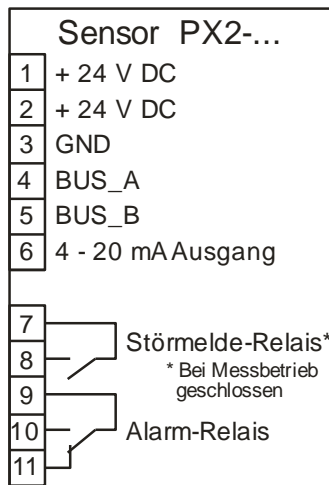 Sensor PX2-...
1 + 24 V DC
2 + 24 V DC
3 GND
4 BUS_A
5 BUS_B
6 4 - 20 mA Ausgang
7
8 Störmelde-Relais*
* Bei Messbetrieb
geschlossen
9
10 Alarm-Relais
11